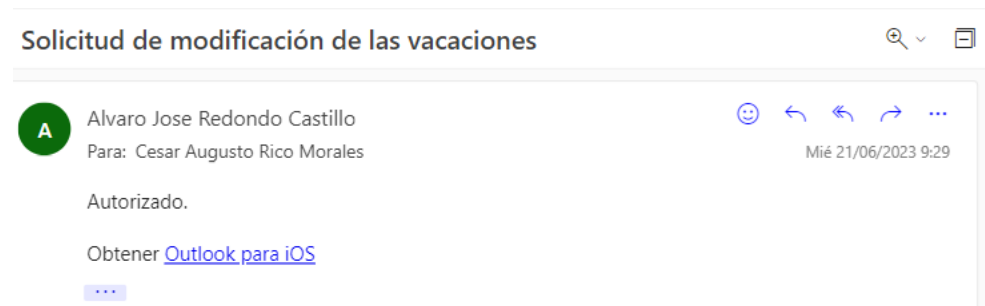 Solicitud de modificación de las vacaciones
A
Alvaro Jose Redondo Castillo
Para: Cesar Augusto Rico Morales
Mié 21/06/2023 9:29
Autorizado.
Obtener Outlook para iOS
...